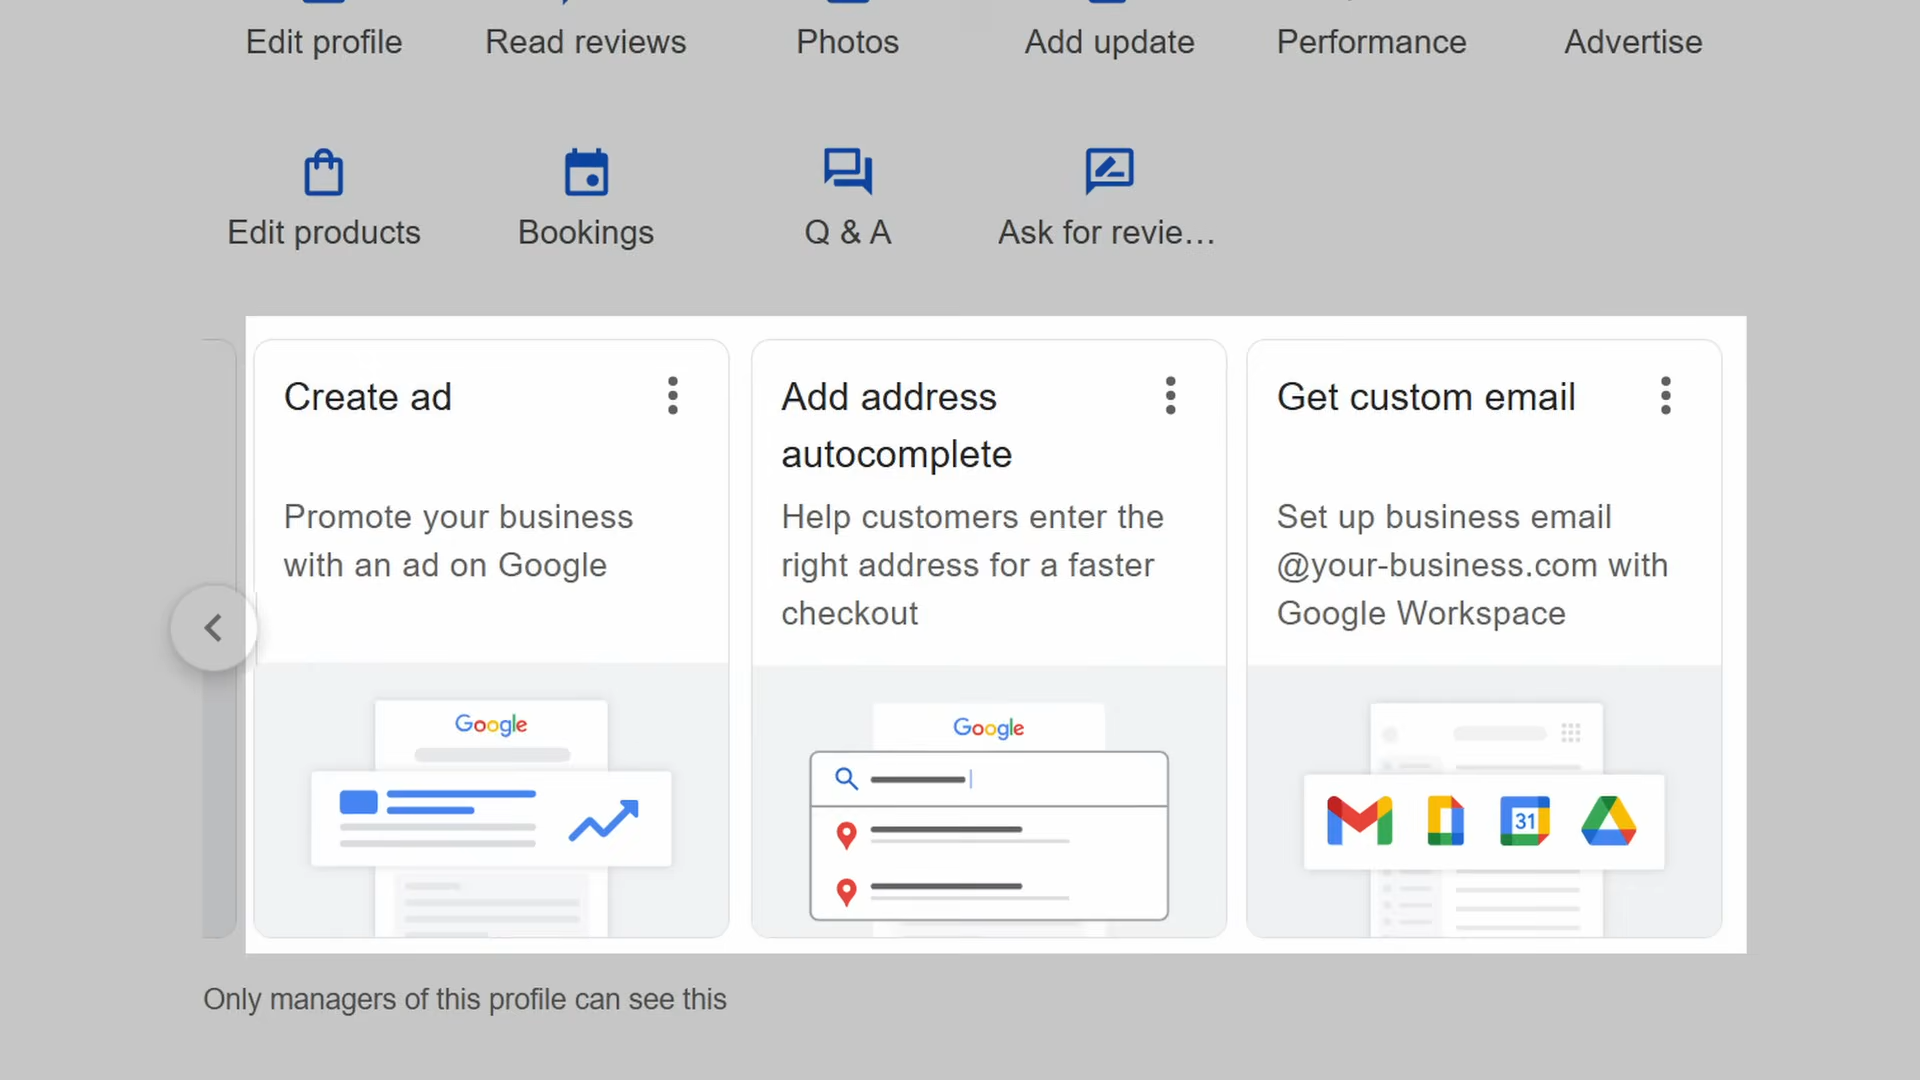 Edit profile
Read reviews
Photos
Add update
Performance
Advertise
Edit products
Bookings
Q & A
Ask for revie...
Create ad
Promote your business
with an ad on Google
Google
Add address
autocomplete
Help customers enter the
right address for a faster
checkout
Google
Get custom email
Set up business email
@your-business.com with
Google Workspace
31
Only managers of this profile can see this